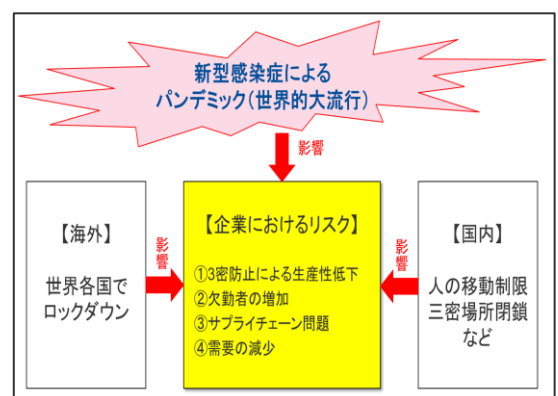 新型感染症による
パンデミック(世界的大流行)
影響
【海外】
世界各国で
ロックダウン
影響
【企業におけるリスク】
①3密防止による生産性低下
②欠勤者の増加
③サプライチェーン問題
④需要の減少
影響
【国内】
人の移動制限
三密場所閉鎖
など